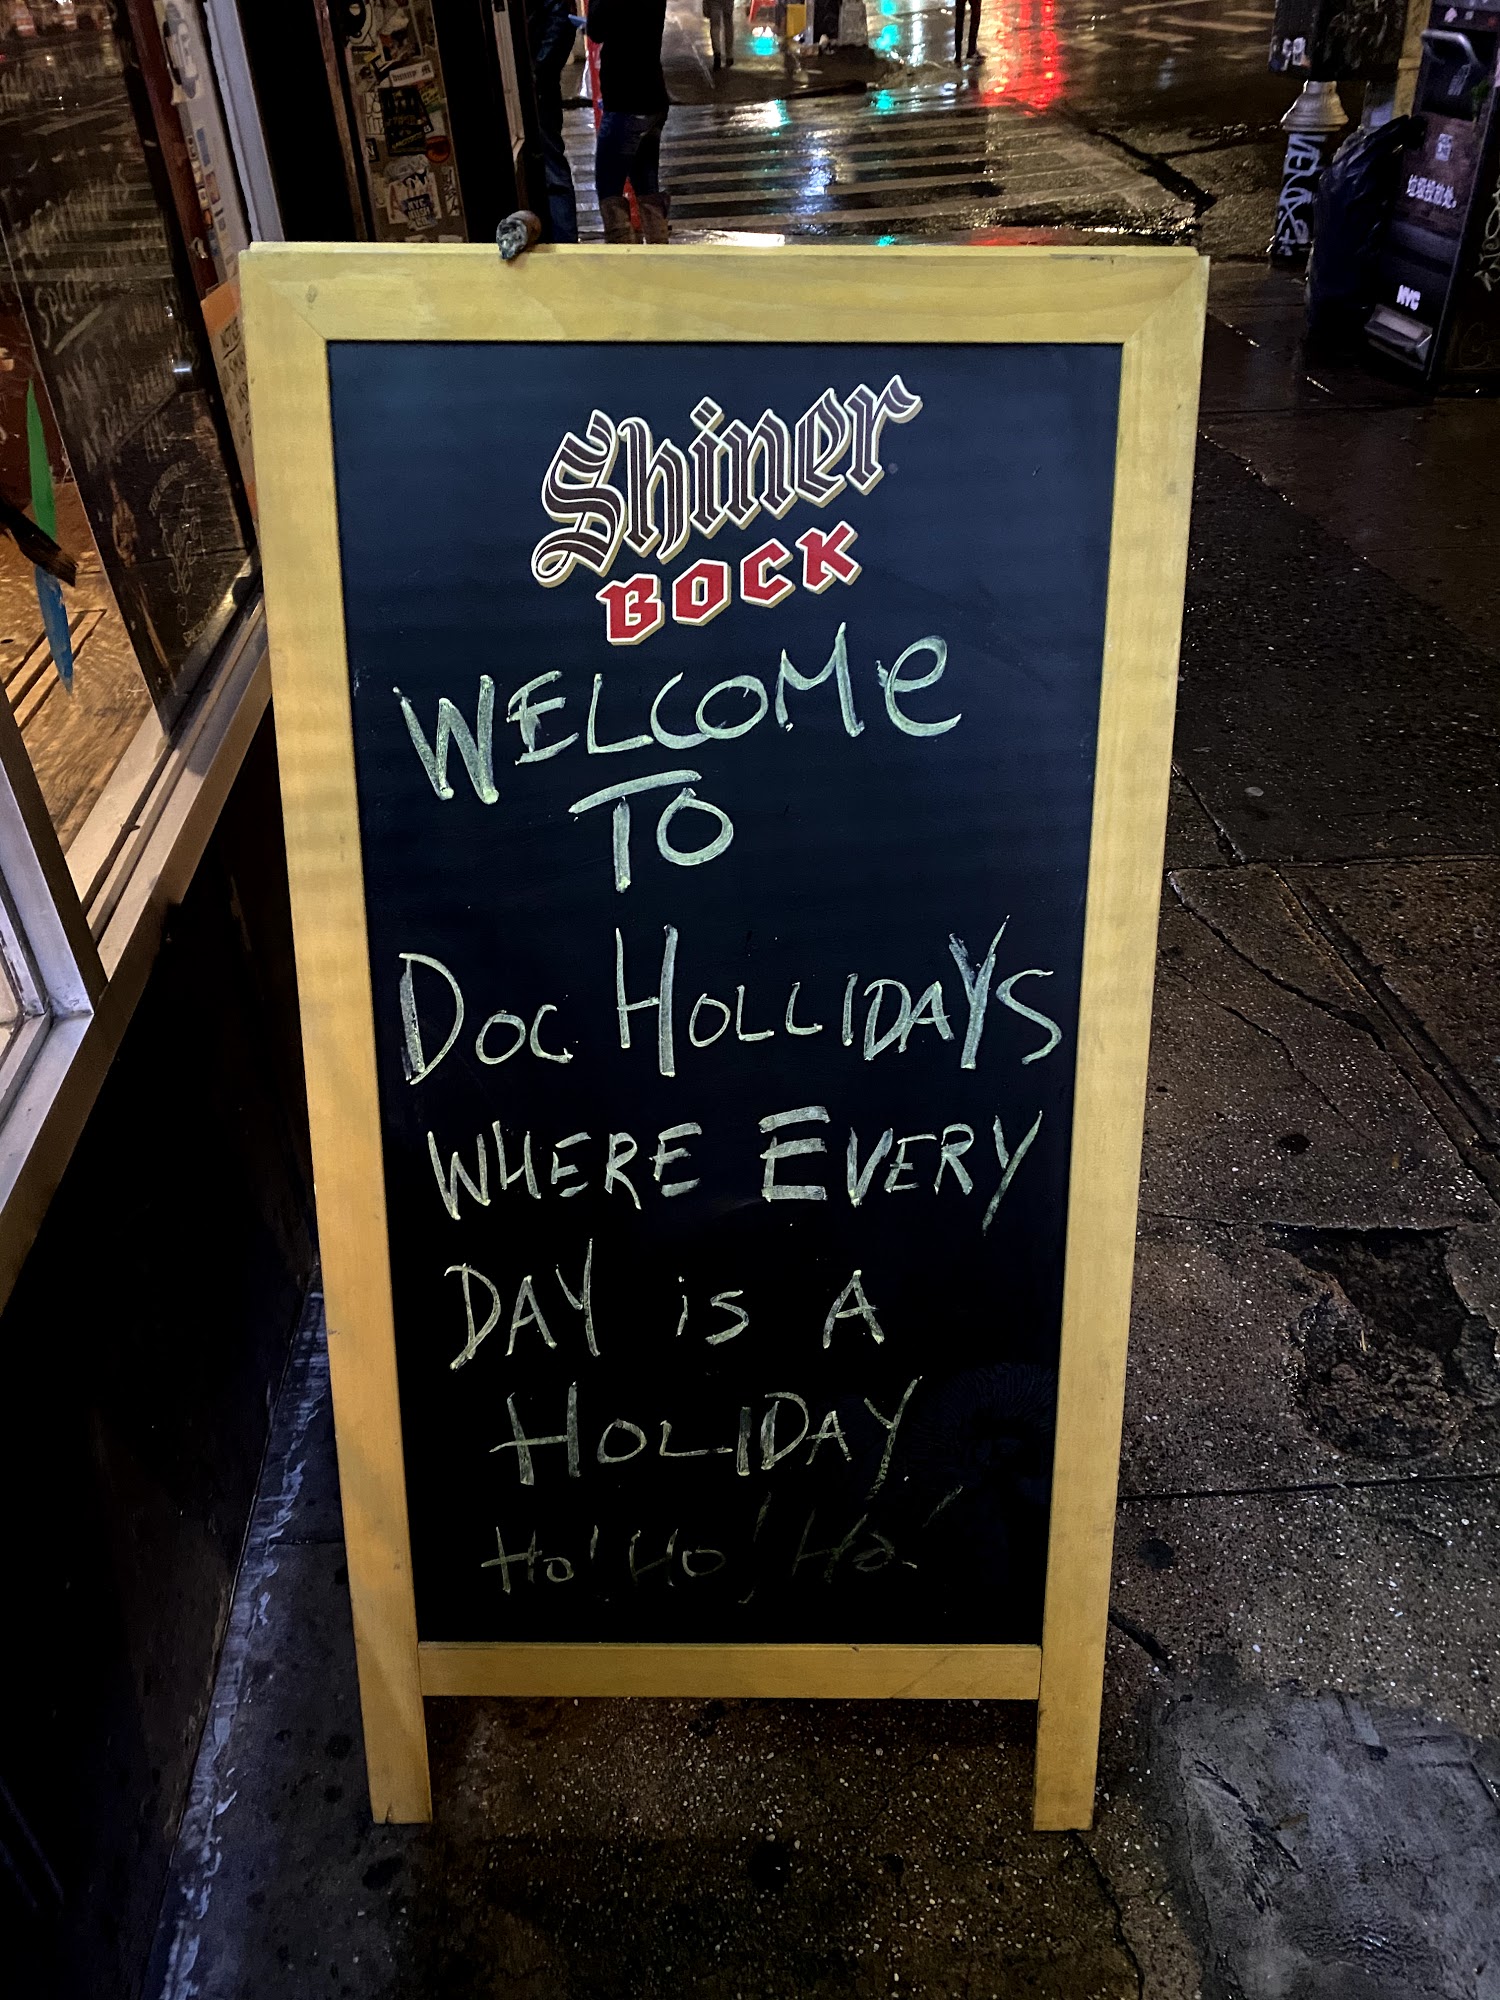 Shiner
BOCK
WELCOMe
TO
DOC HOLLIDAYS
WHERE EVERY
DAY iS A
HOLIDAY
Ho! Ho! Ho!
NYC